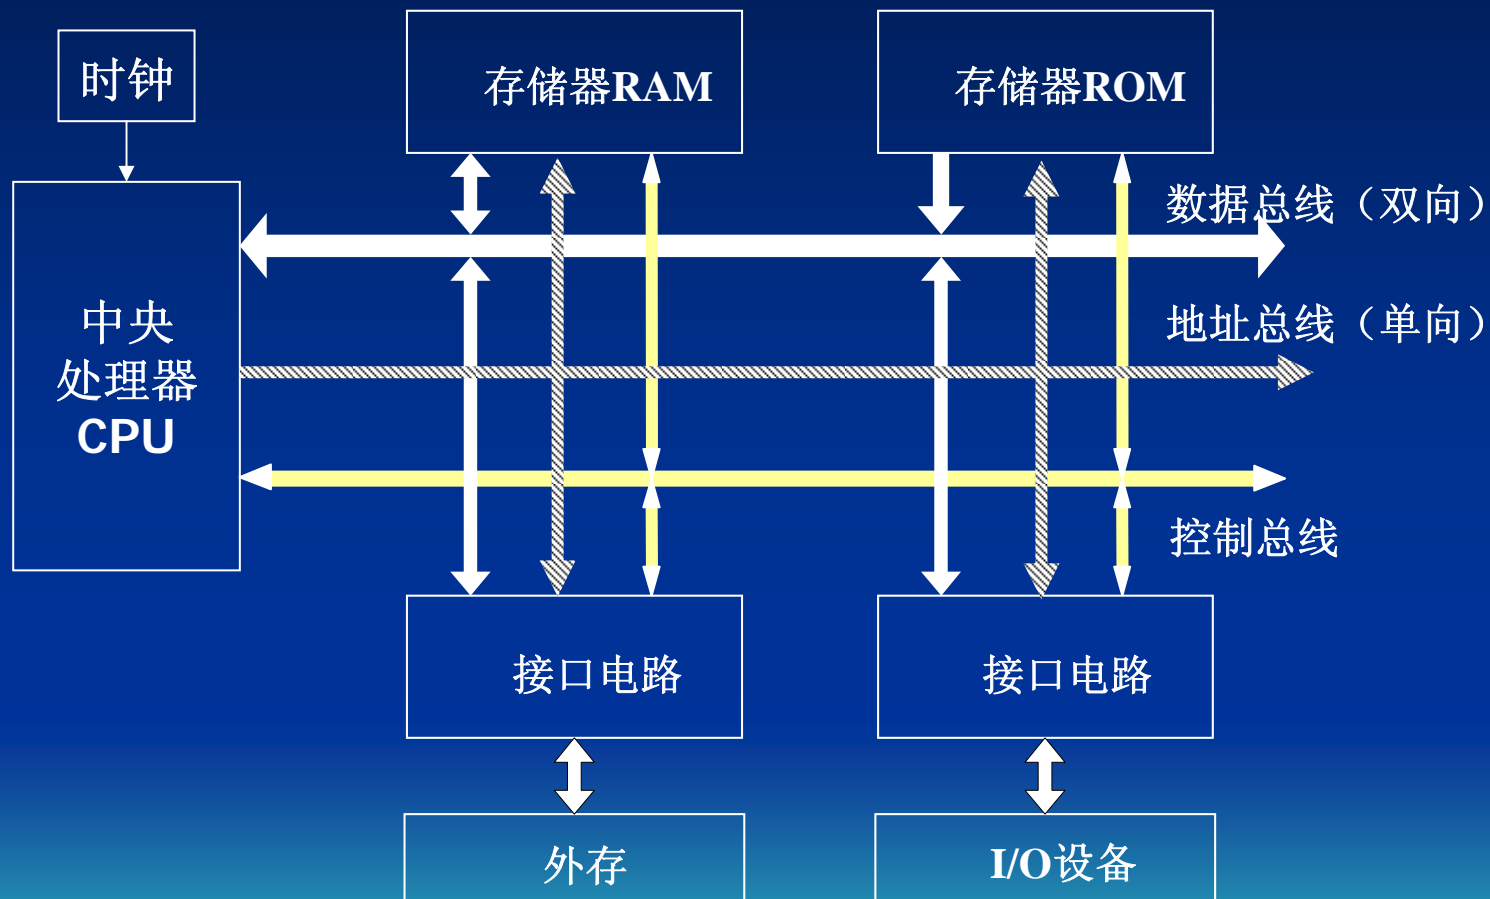 时钟
存储器RAM
存储器ROM
数据总线（双向）
地址总线（单向）
中央
处理器
CPU
控制总线
接口电路
接口电路
外存
I/O设备